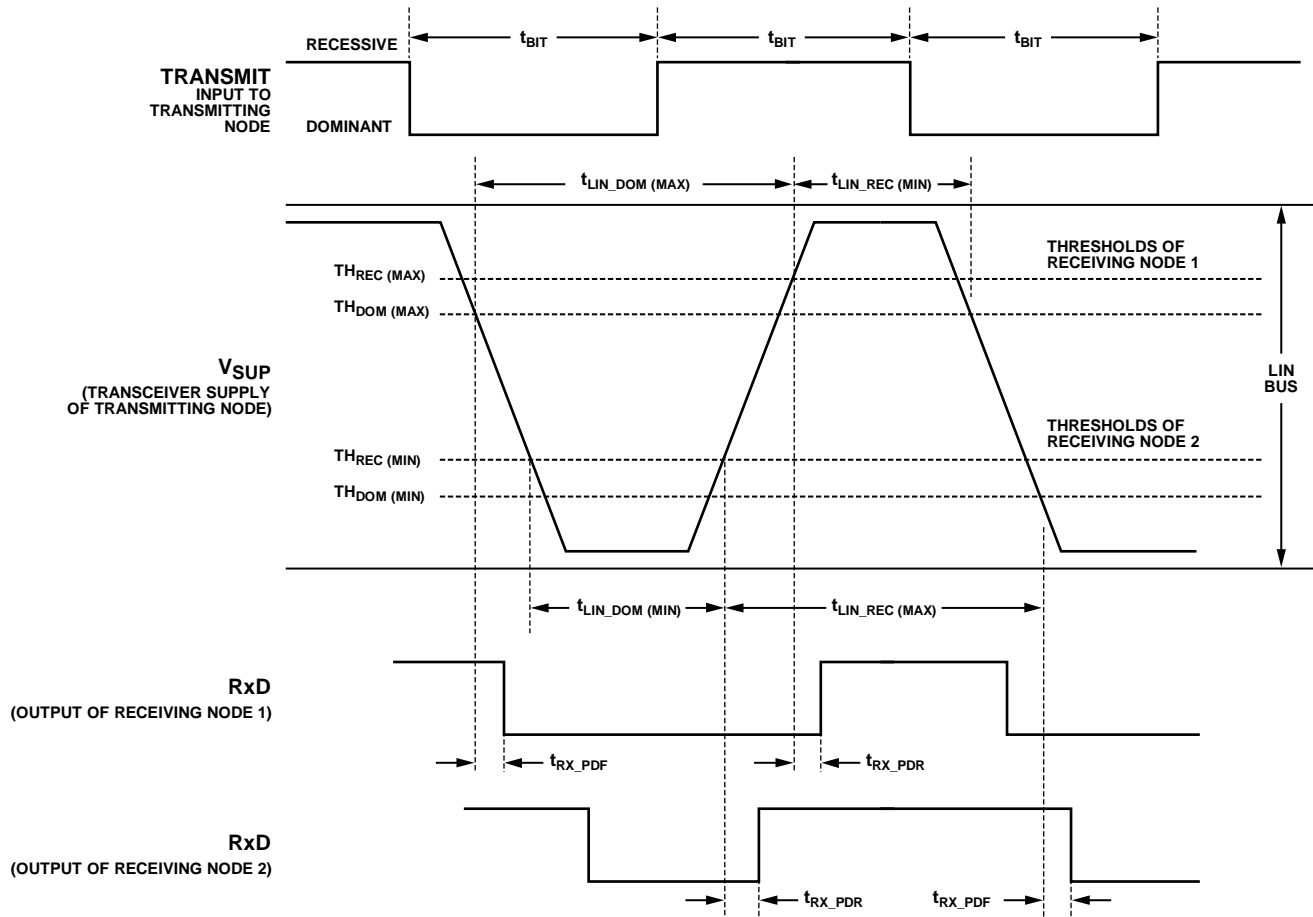 tBIT tBIT tBIT
RECESSIVE
TRANSMIT
INPUT TO
TRANSMITTING
NODE
DOMINANT
tLIN_DOM (MAX) tLIN_REC (MIN)
THRESHOLDS OF
RECEIVING NODE 1
THREC (MAX)
THDOM (MAX)
VSUP
(TRANSCEIVER SUPPLY
OF TRANSMITTING NODE)
LIN
BUS
THRESHOLDS OF
RECEIVING NODE 2
THREC (MIN)
THDOM (MIN)
tLIN_DOM (MIN) tLIN_REC (MAX)
RxD
(OUTPUT OF RECEIVING NODE 1)
tRX_PDF tRX_PDR
RxD
(OUTPUT OF RECEIVING NODE 2)
tRX_PDR tRX_PDF